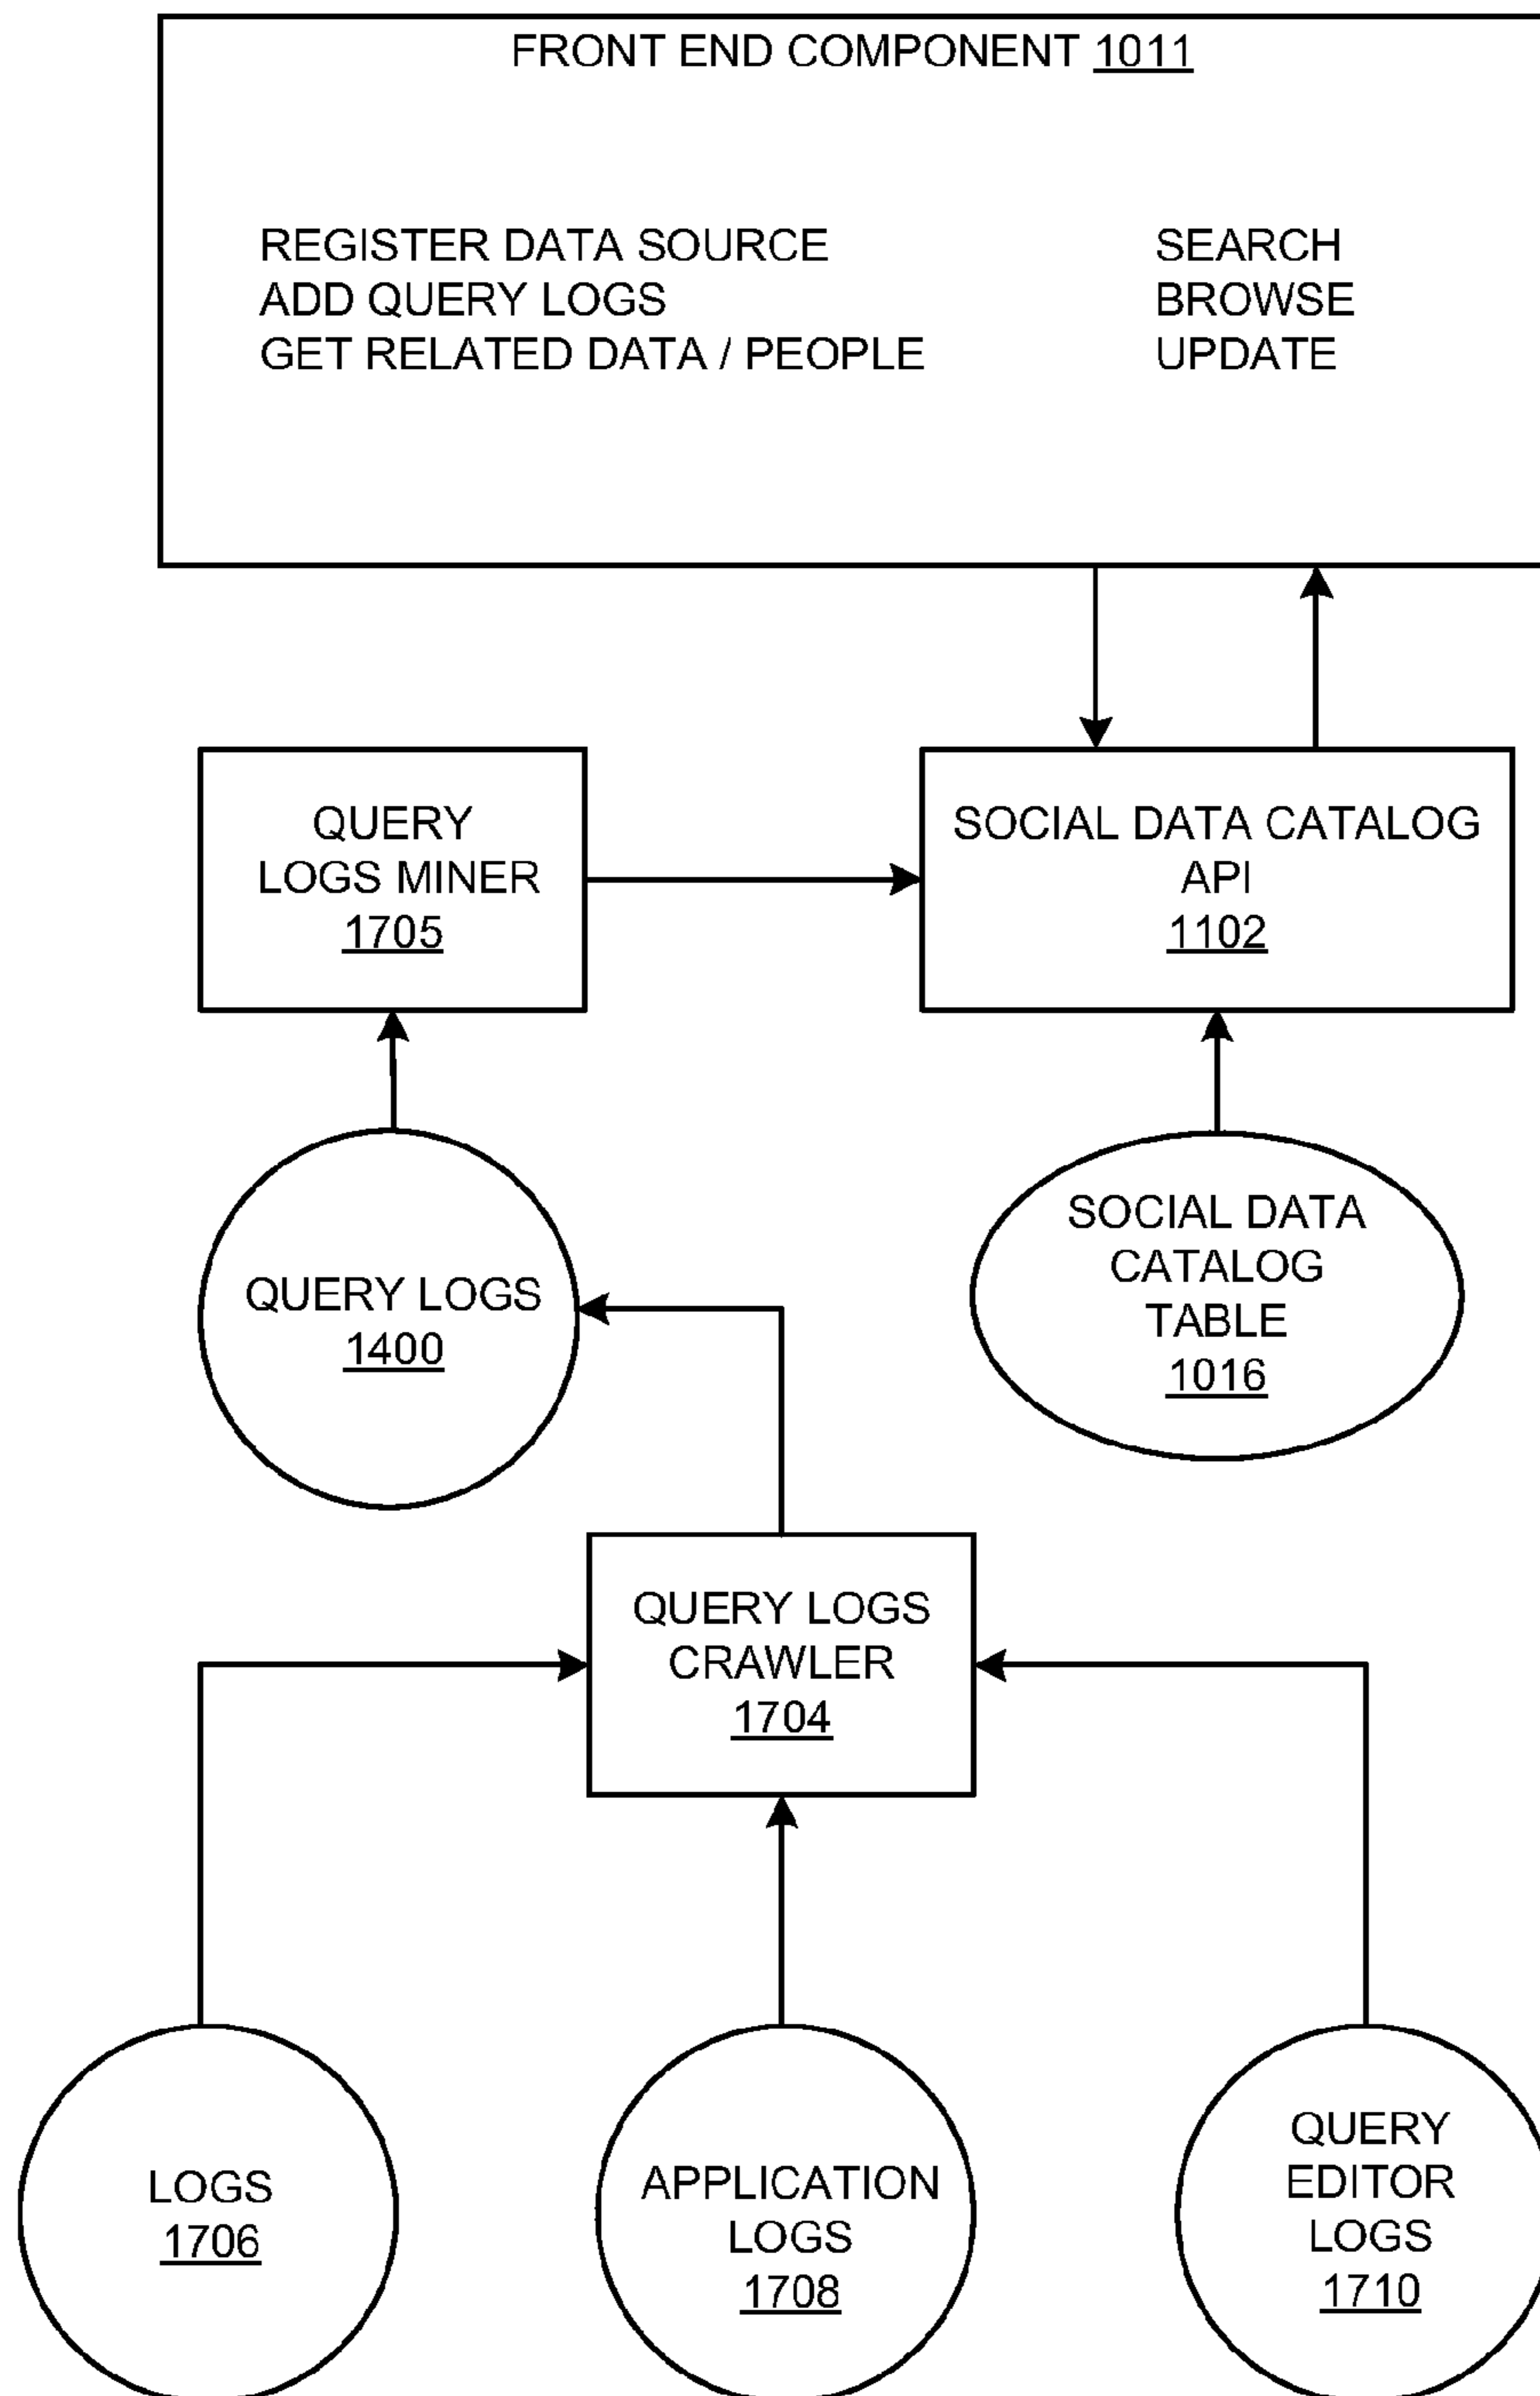 FRONT END COMPONENT 1011
REGISTER DATA SOURCE
ADD QUERY LOGS
GET RELATED DATA / PEOPLE
SEARCH
BROWSE
UPDATE
QUERY
LOGS MINER
1705
SOCIAL DATA CATALOG
API
1102
QUERY LOGS
1400
SOCIAL DATA
CATALOG
TABLE
1016
QUERY LOGS
CRAWLER
1704
LOGS
1706
APPLICATION
LOGS
1708
QUERY
EDITOR
LOGS
1710